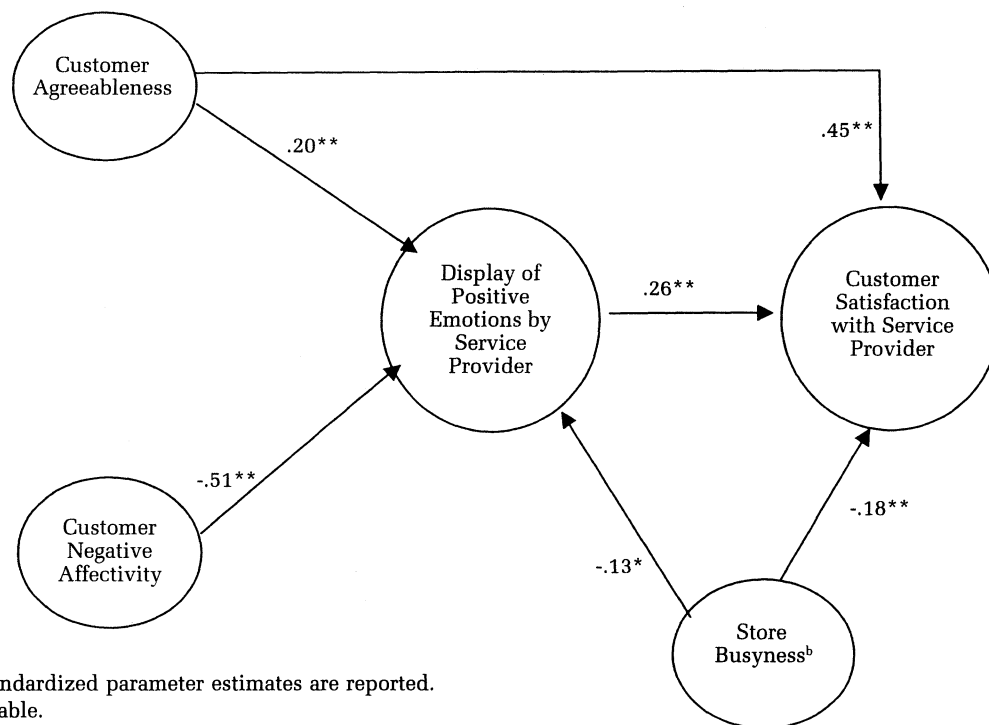 Customer
Agreeableness
.20**
.45**
Display of
Positive
Emotions by
Service
Provider
.26**
Customer
Satisfaction
with Service
Provider
-.51**
Customer
Negative
Affectivity
-.13*
-.18**
Store
Busynessᵇ
ndardized parameter estimates are reported.
able.